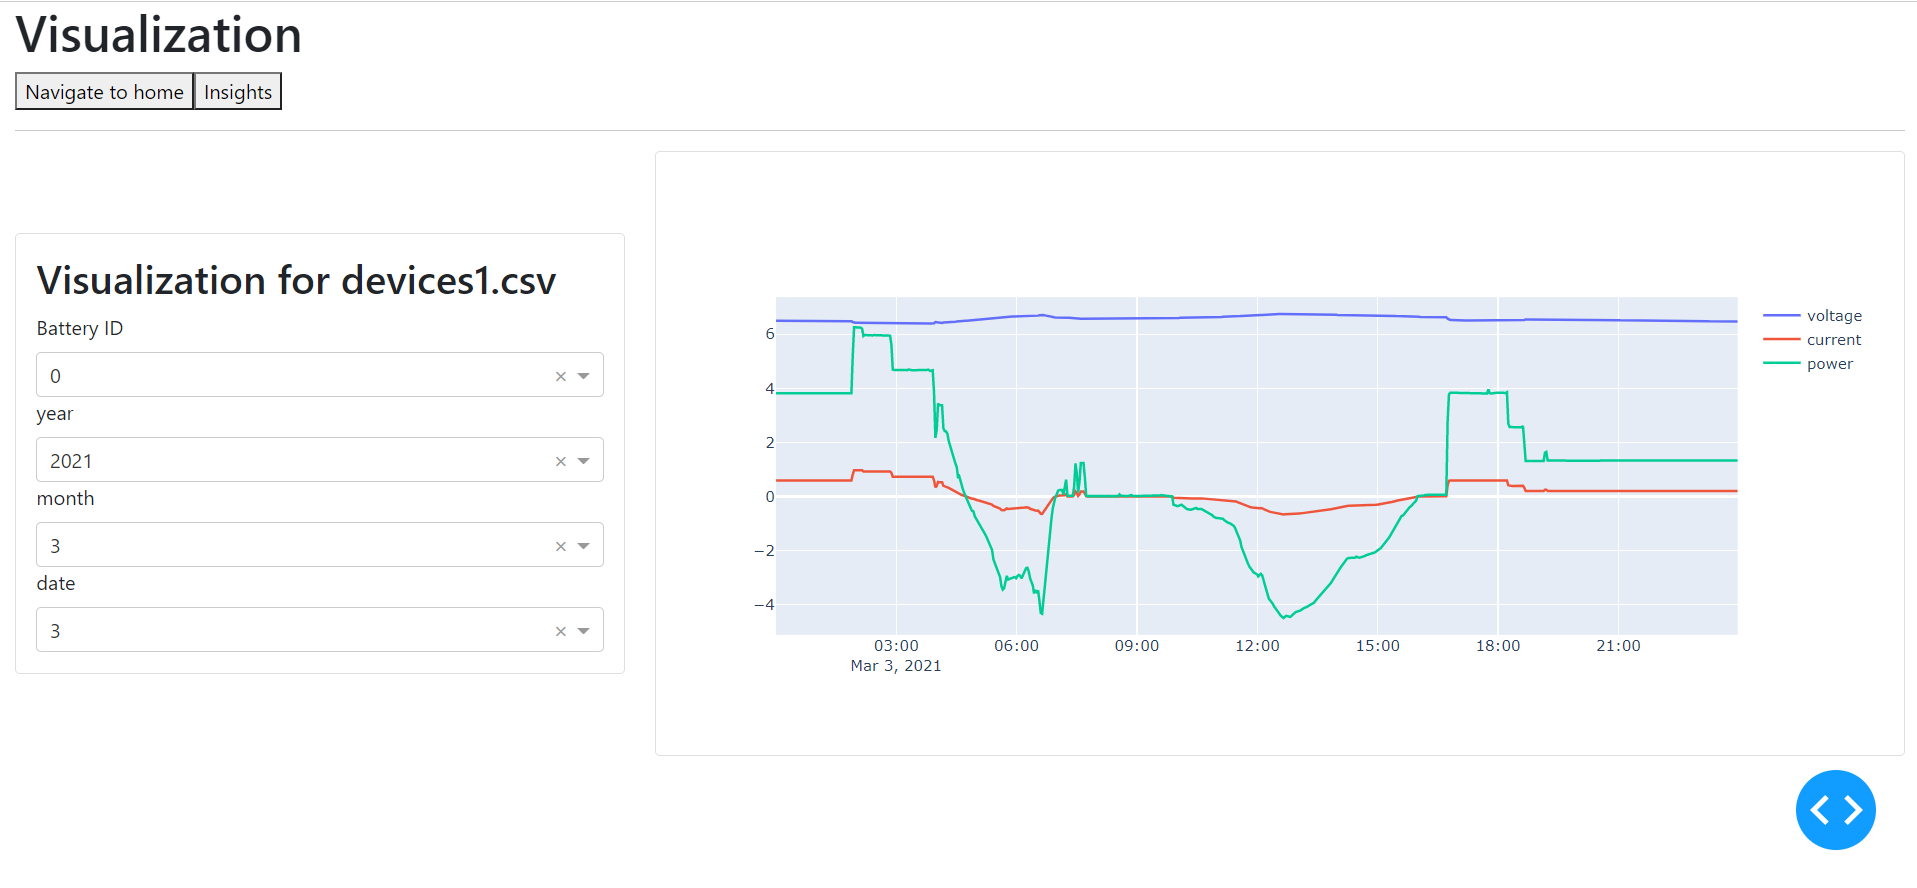 Visualization
Navigate to home
Insights
Visualization for devices1.csv
Battery ID
0
year
2021
month
3
date
3
6
4
2
0
−2
−4
03:00 06:00 09:00 12:00 15:00 18:00 21:00
Mar 3, 2021
voltage
current
power